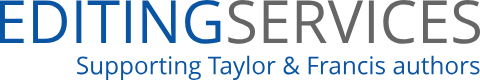 EDITINGSERVICES
Supporting Taylor & Francis authors